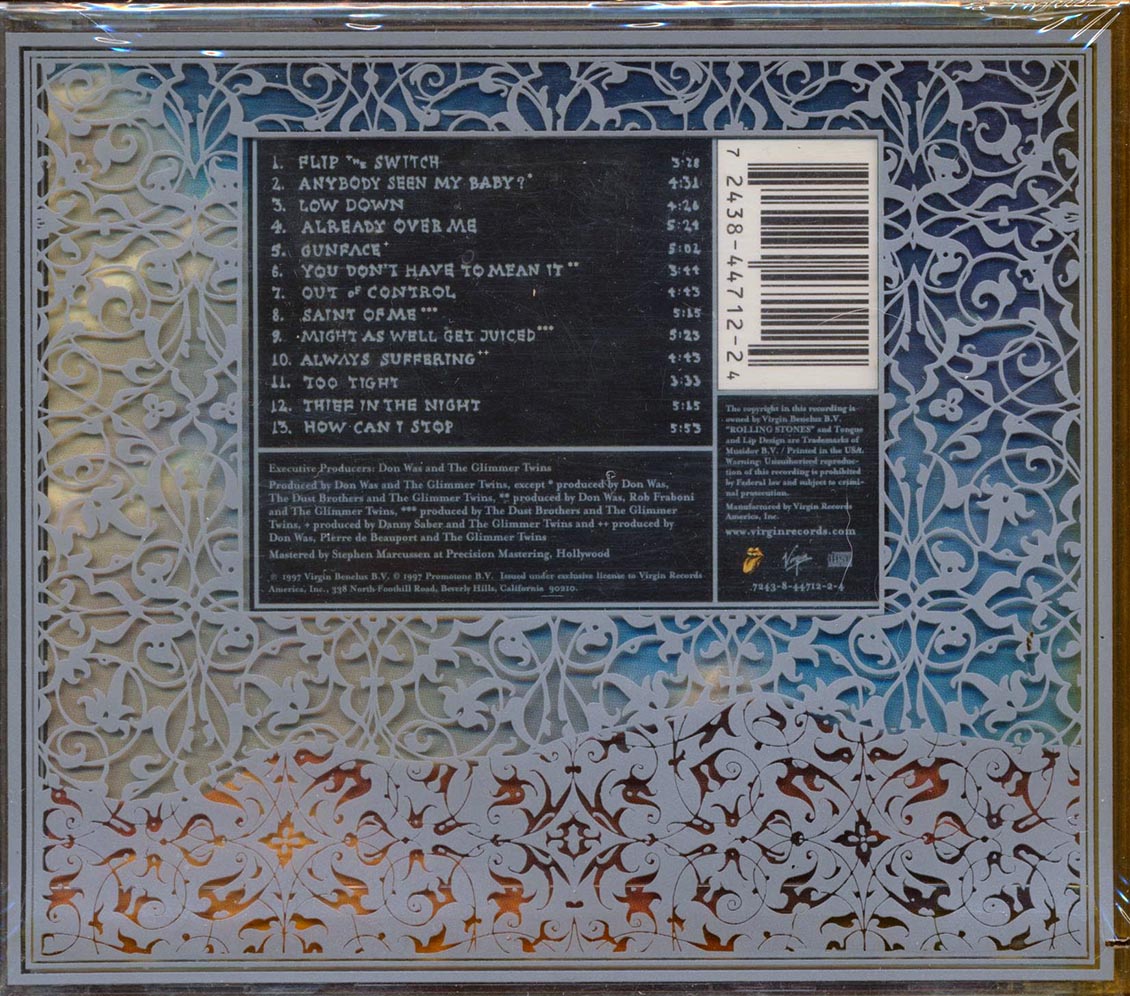 1. FLIP THE SWITCH 3:28
2. ANYBODY SEEN MY BABY?* 4:31
3. LOW DOWN 4:26
4. ALREADY OVER ME 5:24
5. GUNFACE+ 5:02
6. YOU DON'T HAVE TO MEAN IT** 3:44
7. OUT OF CONTROL 4:43
8. SAINT OF ME*** 5:15
9. MIGHT AS WELL GET JUICED*** 5:23
10. ALWAYS SUFFERING++ 4:43
11. TOO TIGHT 3:33
12. THIEF IN THE NIGHT 5:15
13. HOW CAN I STOP 5:53
Executive Producers: Don Was and The Glimmer Twins
Produced by Don Was and The Glimmer Twins, except * produced by Don Was,
The Dust Brothers and The Glimmer Twins, ** produced by Don Was, Rob Fraboni
and The Glimmer Twins, *** produced by The Dust Brothers and The Glimmer
Twins, + produced by Danny Saber and The Glimmer Twins and ++ produced by
Don Was, Pierre de Beauport and The Glimmer Twins
Mastered by Stephen Marcussen at Precision Mastering, Hollywood
℗ 1997 Virgin Benelux B.V. © 1997 Promotone B.V. Issued under exclusive license to Virgin Records
America, Inc., 338 North Foothill Road, Beverly Hills, California 90210.
7 2438-44712-24
The copyright in this recording is
owned by Virgin Benelux B.V.
"ROLLING STONES" and Tongue
and Lip Design are Trademarks of
Musidor B.V. / Printed in the USA.
Warning: Unauthorised reproduc-
tion of this recording is prohibited
by Federal law and subject to crimi-
nal prosecution.
Manufactured by Virgin Records
America, Inc.
www.virginrecords.com
Virgin
7243-8-44712-2-4